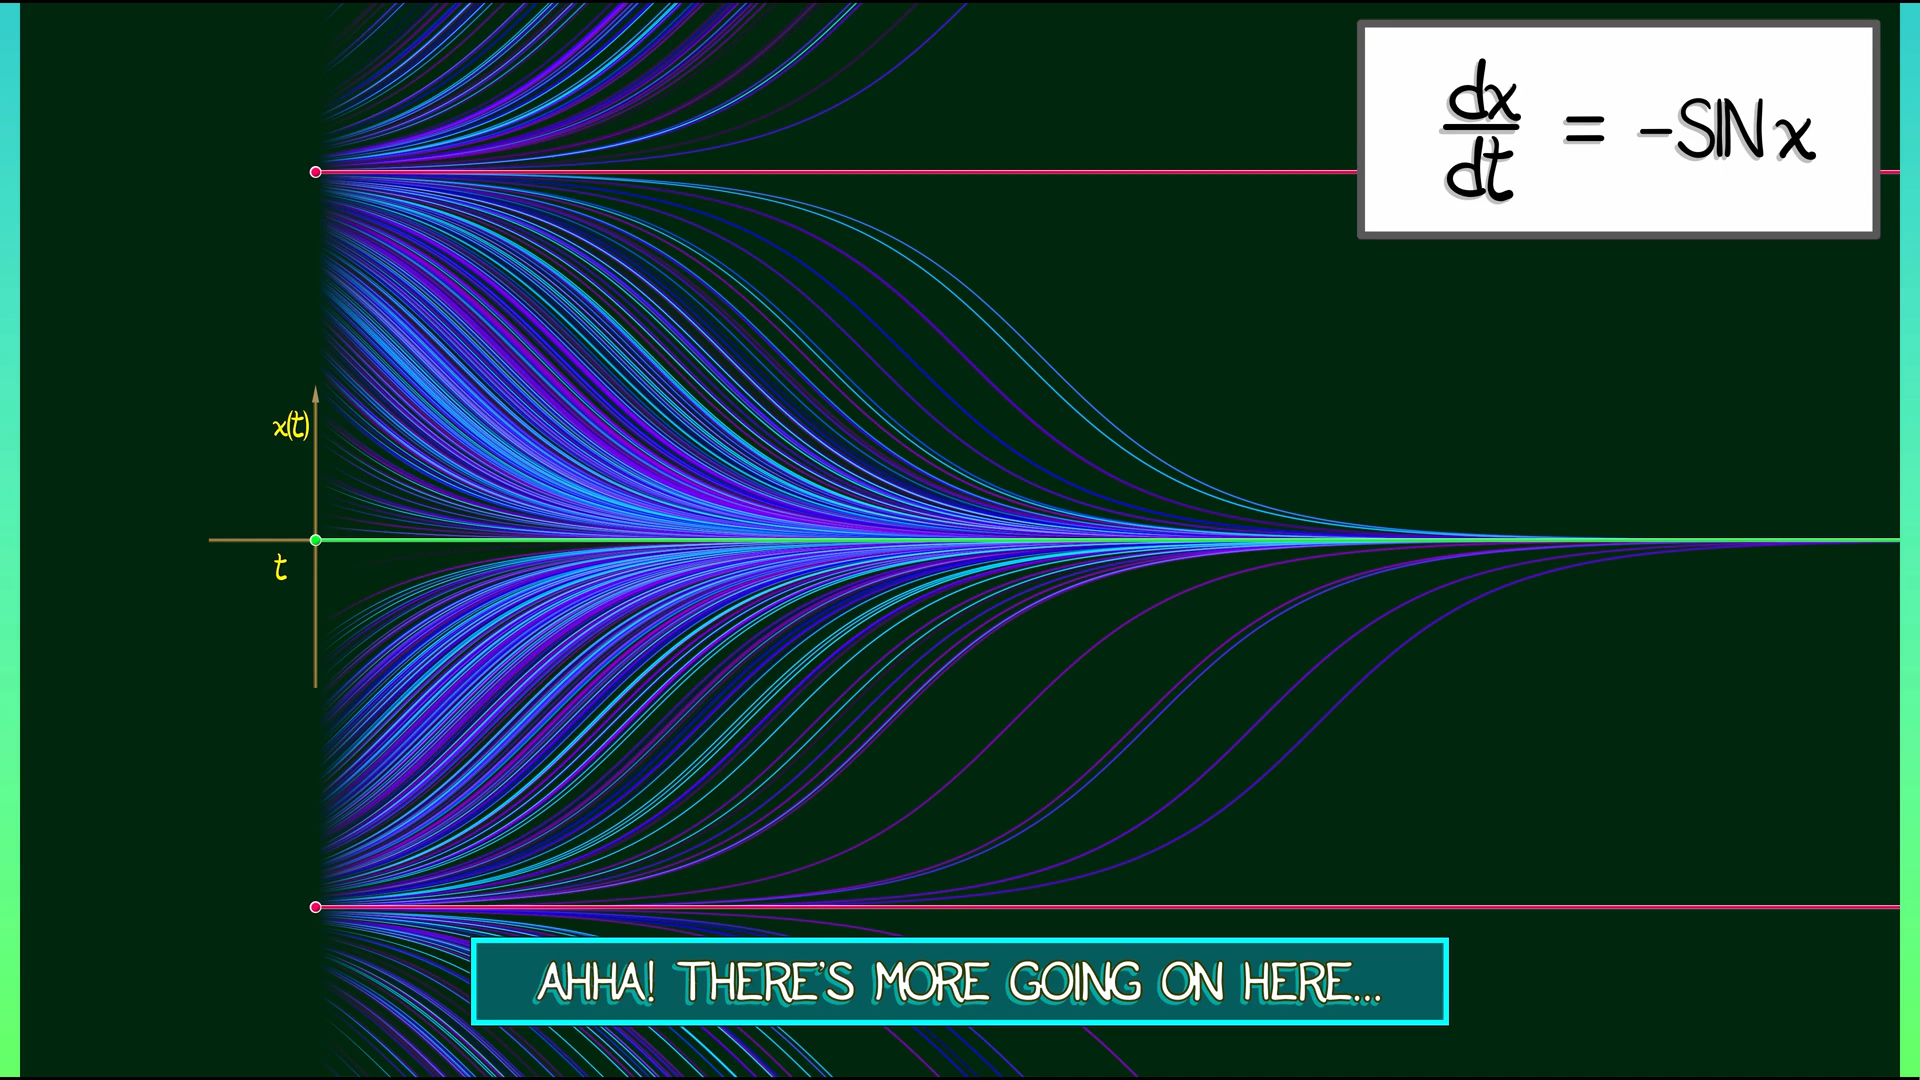 dx/dt = -SIN x
x(t)
t
AHHA! THERE'S MORE GOING ON HERE...